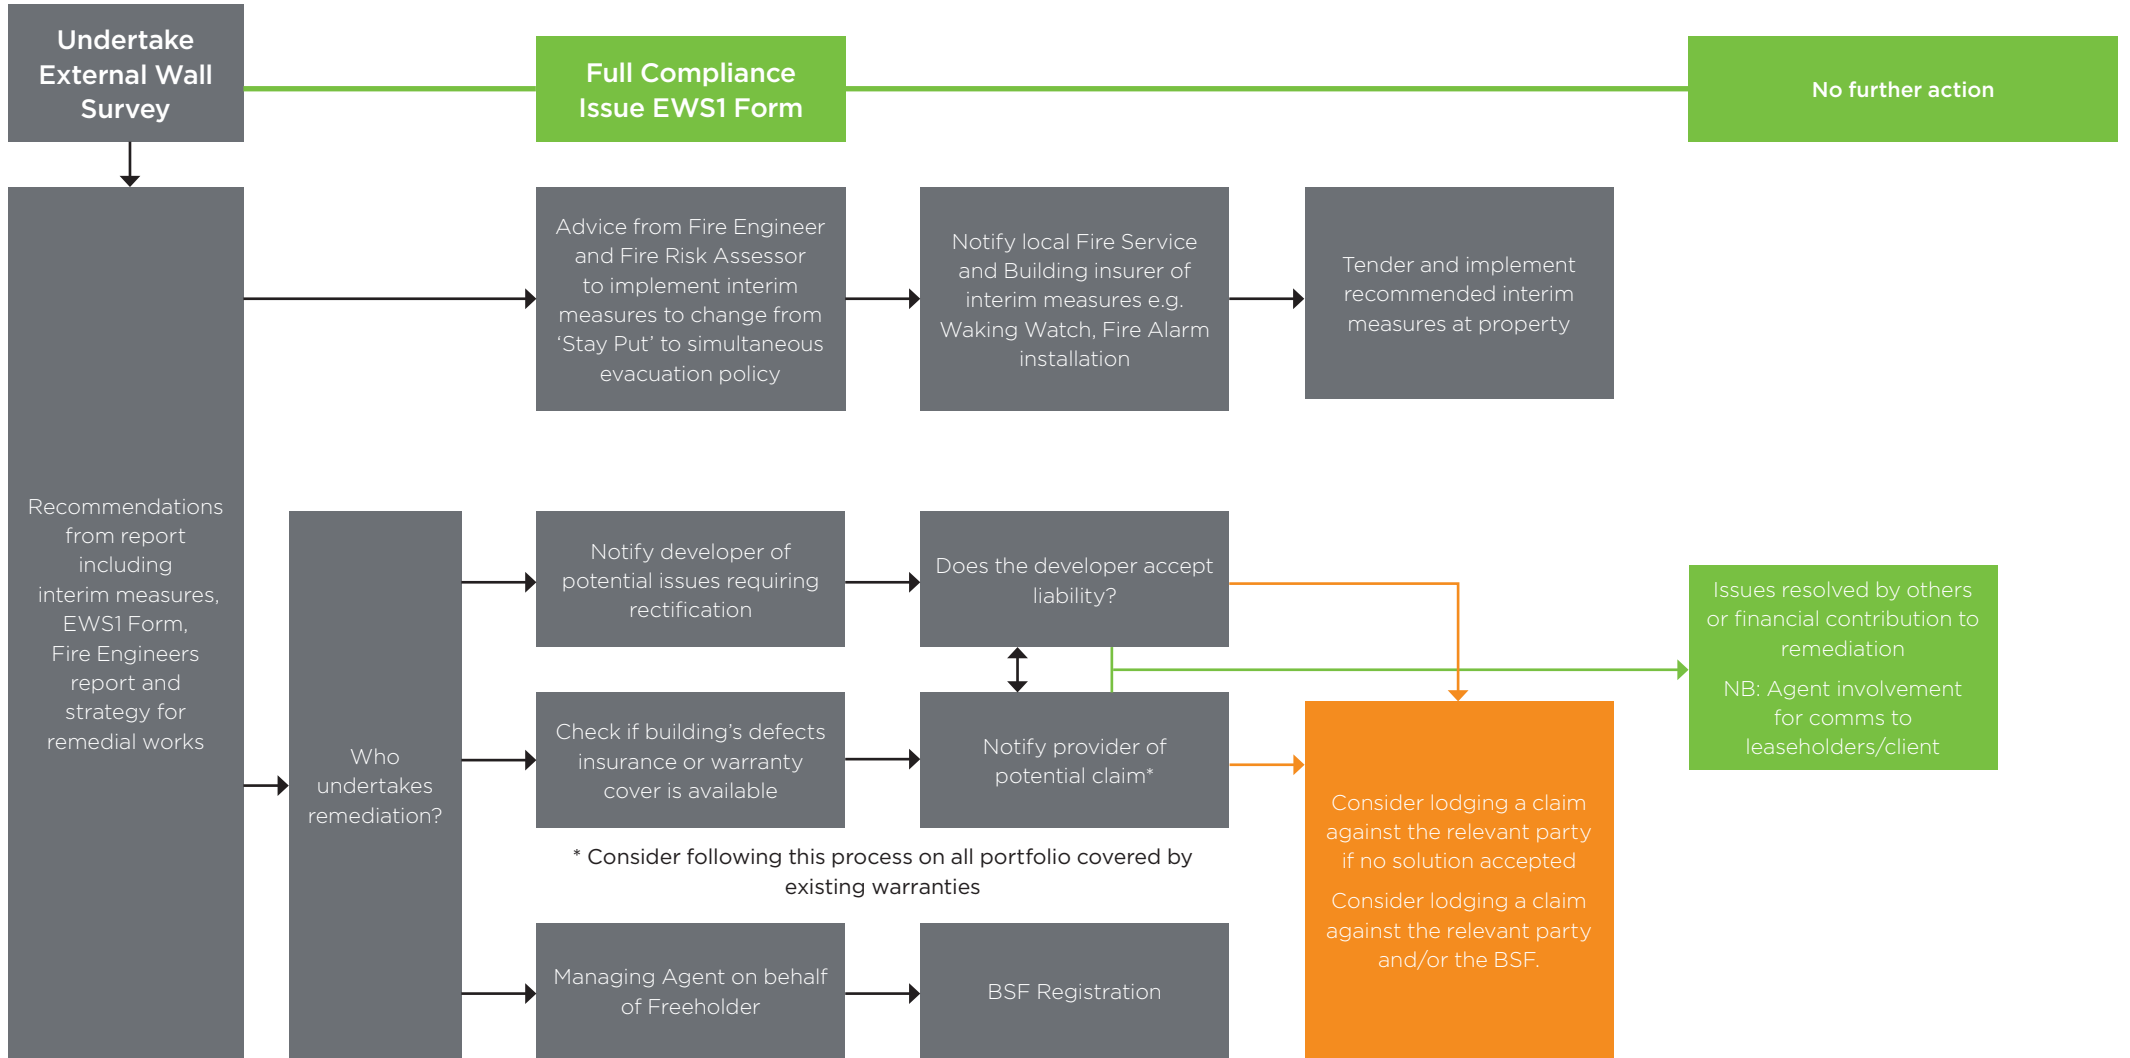 Undertake
External Wall
Survey
Full Compliance
Issue EWS1 Form
No further action
Advice from Fire Engineer
and Fire Risk Assessor
to implement interim
measures to change from
‘Stay Put’ to simultaneous
evacuation policy
Notify local Fire Service
and Building insurer of
interim measures e.g.
Waking Watch, Fire Alarm
installation
Tender and implement
recommended interim
measures at property
Recommendations
from report
including
interim measures,
EWS1 Form,
Fire Engineers
report and
strategy for
remedial works
Who
undertakes
remediation?
Notify developer of
potential issues requiring
rectification
Does the developer accept
liability?
Issues resolved by others
or financial contribution to
remediation
NB: Agent involvement
for comms to
leaseholders/client
Check if building’s defects
insurance or warranty
cover is available
Notify provider of
potential claim*
* Consider following this process on all portfolio covered by
existing warranties
Consider lodging a claim
against the relevant party
if no solution accepted
Consider lodging a claim
against the relevant party
and/or the BSF.
Managing Agent on behalf
of Freeholder
BSF Registration